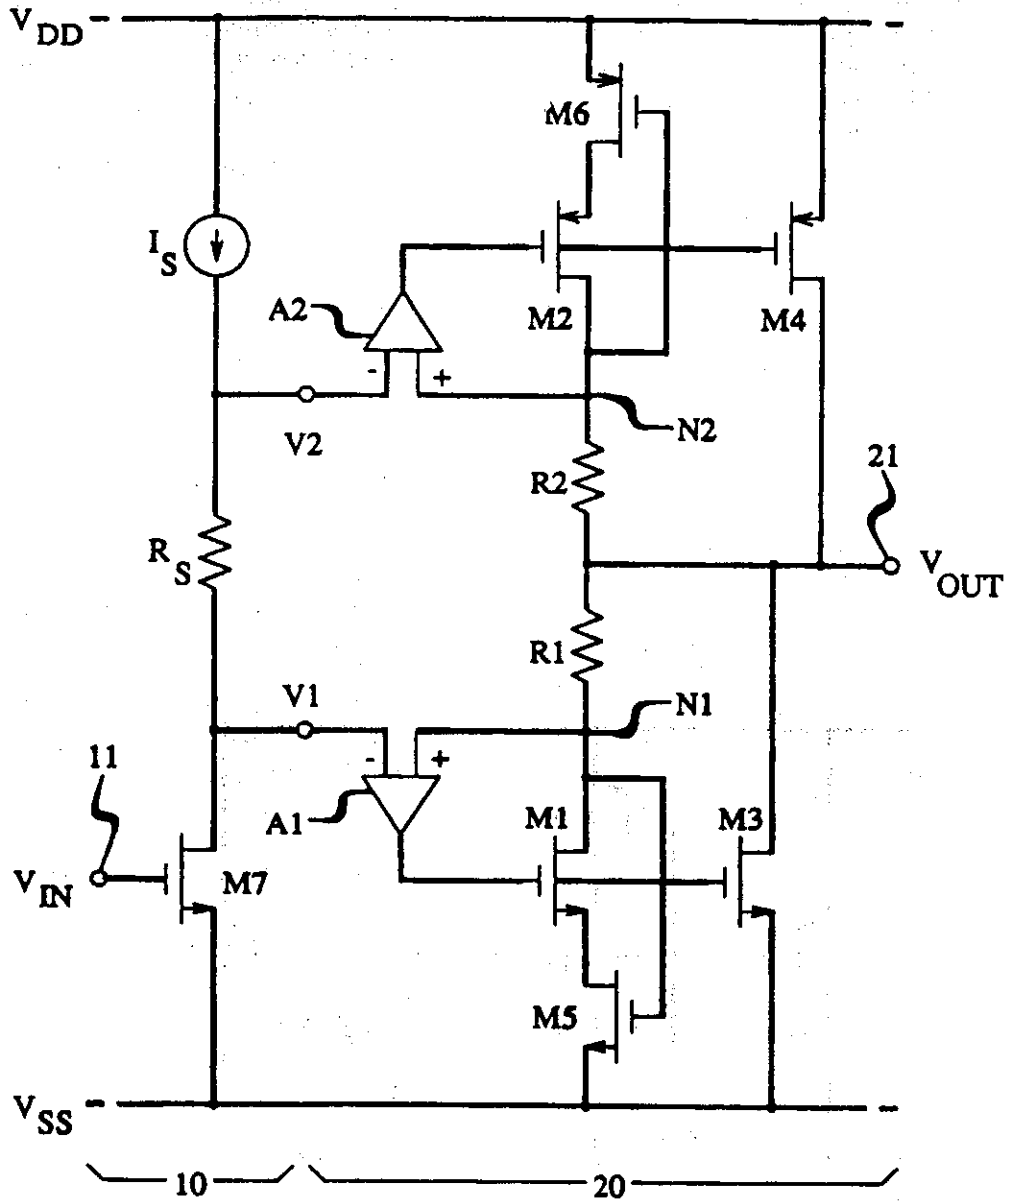 VDD
M6
IS
A2
M2
M4
-
+
V2
N2
R2
21
RS
VOUT
R1
V1
N1
11
-
+
A1
M1
M3
VIN
M7
M5
VSS
10
20